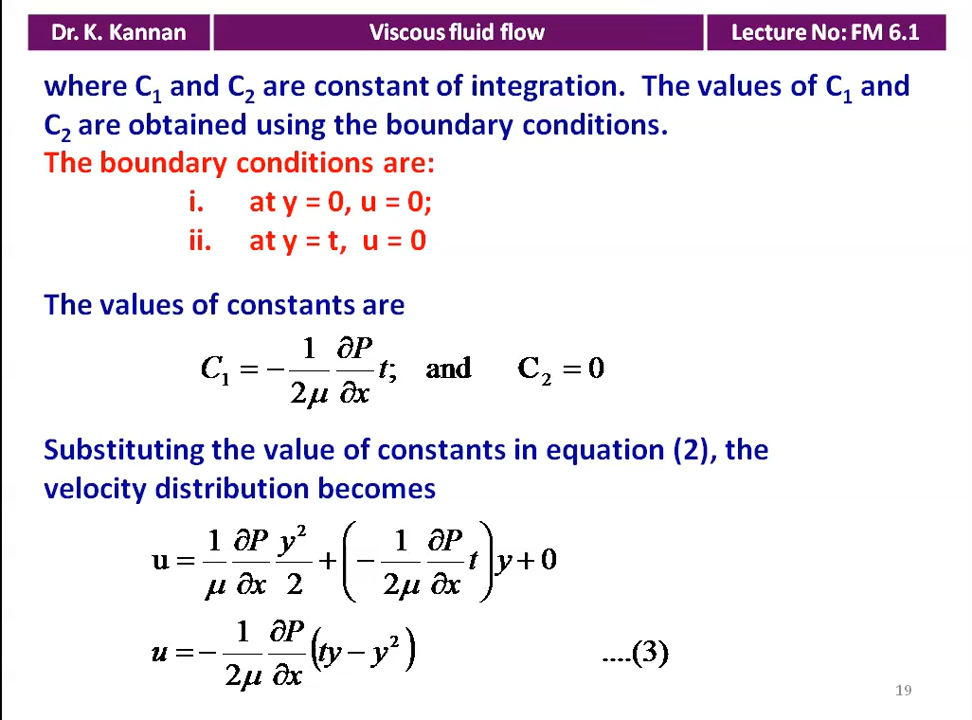 Dr. K. Kannan Viscous fluid flow Lecture No: FM 6.1
where C₁ and C₂ are constant of integration. The values of C₁ and
C₂ are obtained using the boundary conditions.
The boundary conditions are:
i. at y = 0, u = 0;
ii. at y = t, u = 0
The values of constants are
C₁ = − 1/2μ ∂P/∂x t; and C₂ = 0
Substituting the value of constants in equation (2), the
velocity distribution becomes
u = 1/μ ∂P/∂x y²/2 + (− 1/2μ ∂P/∂x t) y + 0
u = − 1/2μ ∂P/∂x (ty − y²) ....(3)
19